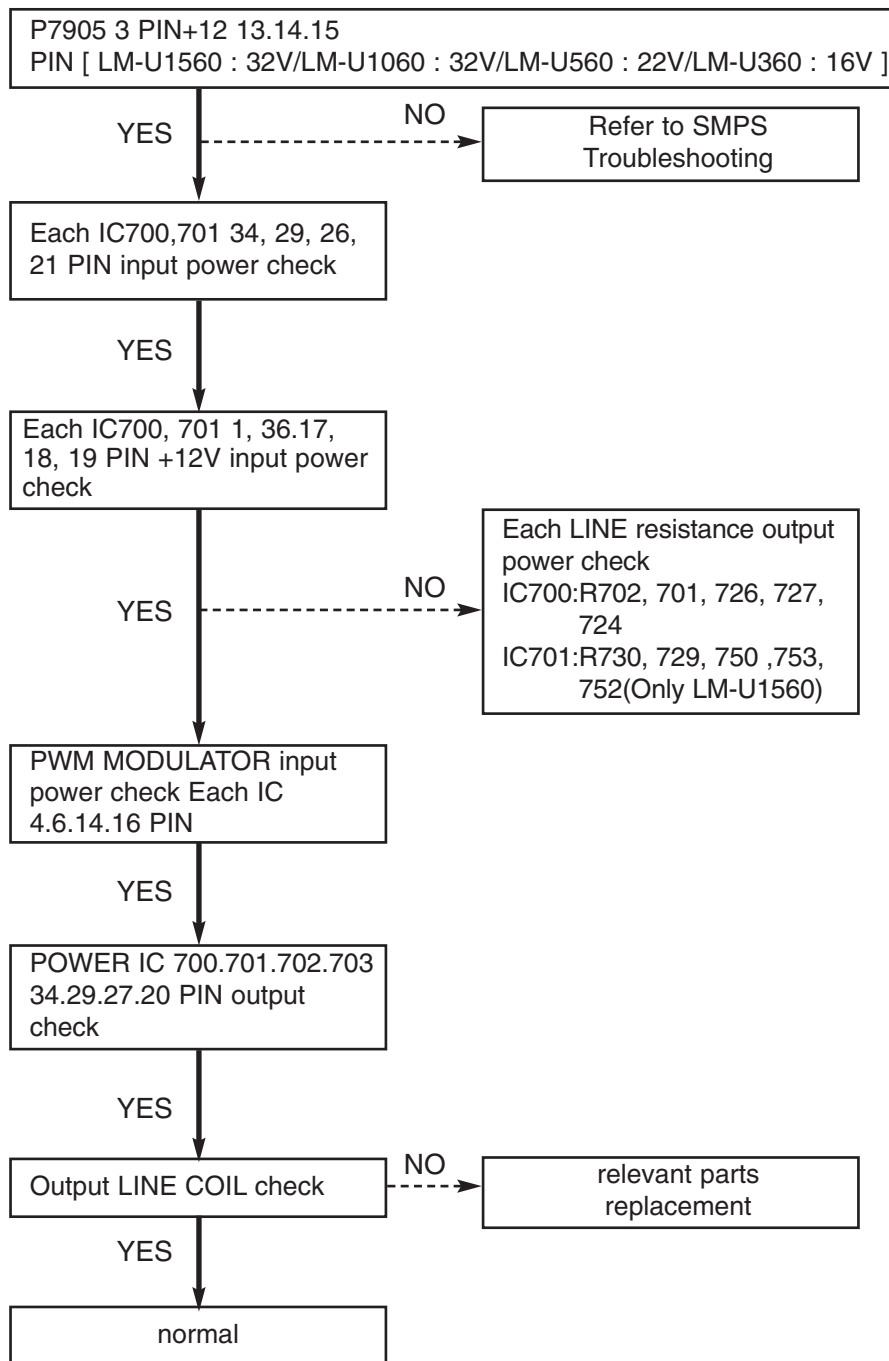 P7905 3 PIN+12 13.14.15
PIN [ LM-U1560 : 32V/LM-U1060 : 32V/LM-U560 : 22V/LM-U360 : 16V ]
YES
NO
Refer to SMPS
Troubleshooting
Each IC700,701 34, 29, 26,
21 PIN input power check
YES
Each IC700, 701 1, 36.17,
18, 19 PIN +12V input power
check
YES
NO
Each LINE resistance output
power check
IC700:R702, 701, 726, 727,
724
IC701:R730, 729, 750 ,753,
752(Only LM-U1560)
PWM MODULATOR input
power check Each IC
4.6.14.16 PIN
YES
POWER IC 700.701.702.703
34.29.27.20 PIN output
check
YES
Output LINE COIL check
NO
relevant parts
replacement
YES
normal